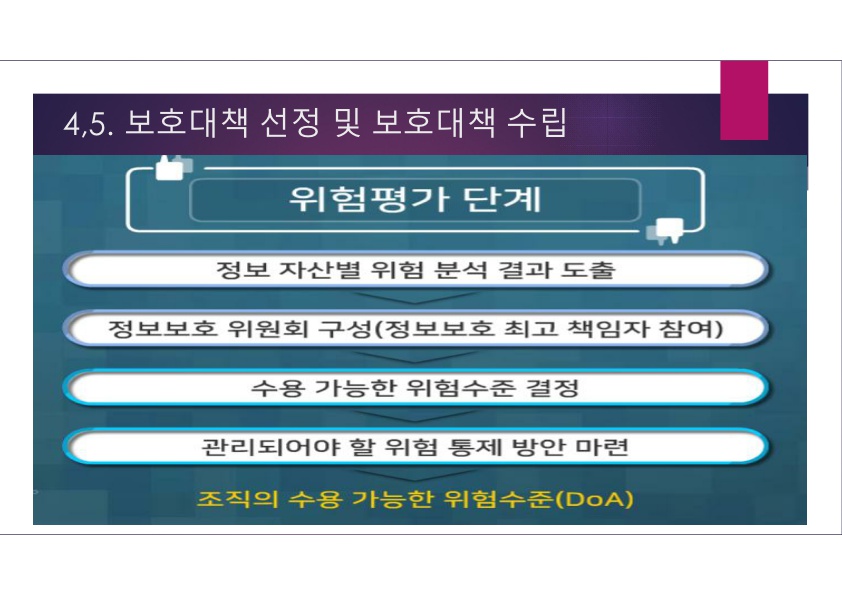 4,5. 보호대책 선정 및 보호대책 수립
위험평가 단계
정보 자산별 위험 분석 결과 도출
정보보호 위원회 구성(정보보호 최고 책임자 참여)
수용 가능한 위험수준 결정
관리되어야 할 위험 통제 방안 마련
조직의 수용 가능한 위험수준(DoA)